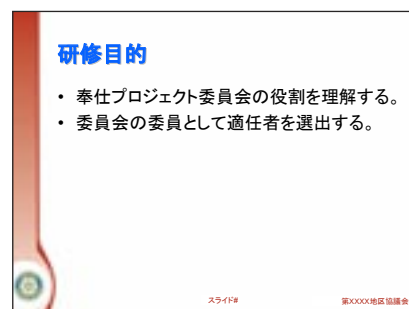 研修目的
• 奉仕プロジェクト委員会の役割を理解する。
• 委員会の委員として適任者を選出する。
スライド#
第XXXX地区協議会